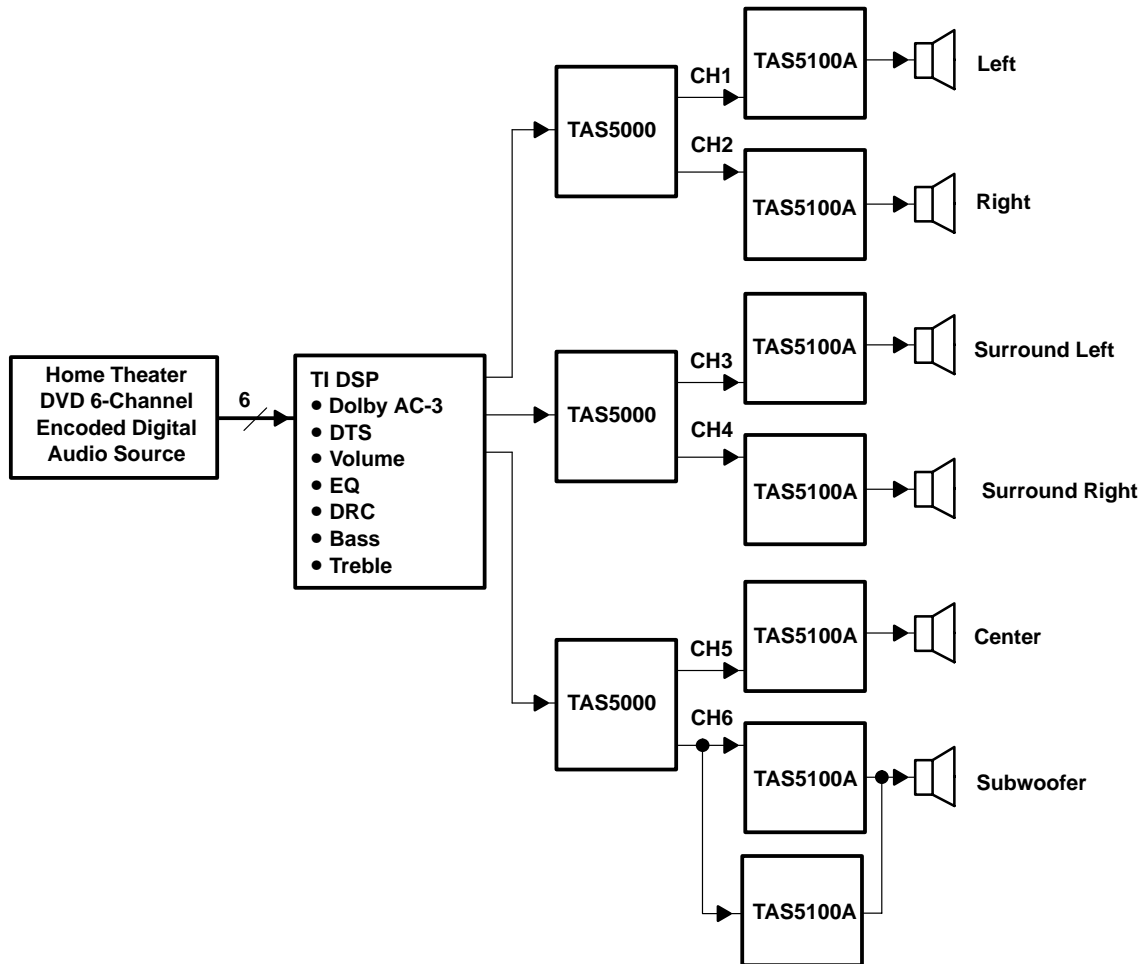 Home Theater
DVD 6-Channel
Encoded Digital
Audio Source
6
TI DSP
● Dolby AC-3
● DTS
● Volume
● EQ
● DRC
● Bass
● Treble
TAS5000
CH1
TAS5100A
Left
CH2
TAS5100A
Right
TAS5000
CH3
TAS5100A
Surround Left
CH4
TAS5100A
Surround Right
TAS5000
CH5
TAS5100A
Center
CH6
TAS5100A
Subwoofer
TAS5100A